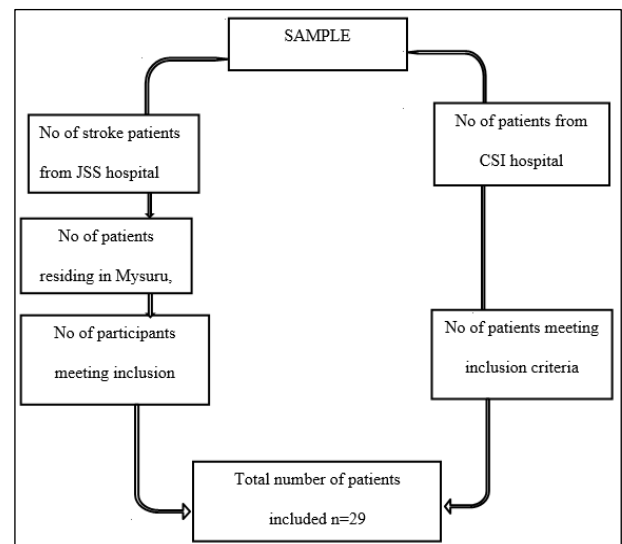 SAMPLE
No of stroke patients
from JSS hospital
No of patients
residing in Mysuru,
No of participants
meeting inclusion
No of patients from
CSI hospital
No of patients meeting
inclusion criteria
Total number of patients
included n=29